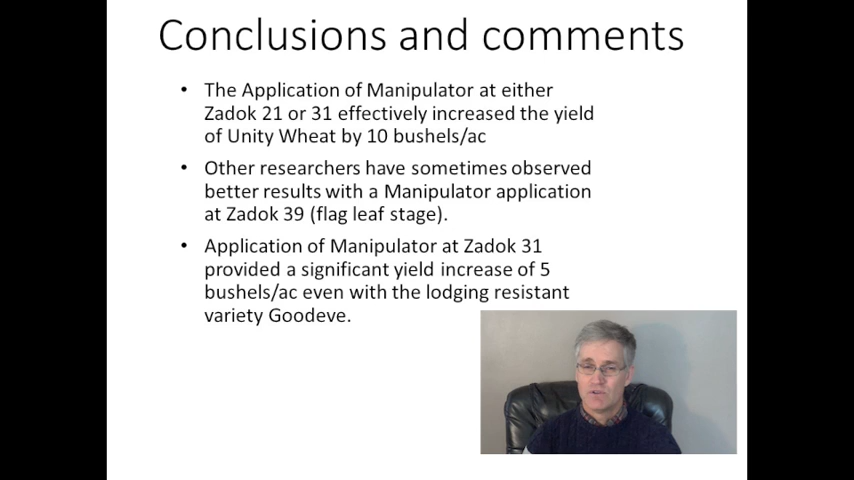 Conclusions and comments
• The Application of Manipulator at either
Zadok 21 or 31 effectively increased the yield
of Unity Wheat by 10 bushels/ac
• Other researchers have sometimes observed
better results with a Manipulator application
at Zadok 39 (flag leaf stage).
• Application of Manipulator at Zadok 31
provided a significant yield increase of 5
bushels/ac even with the lodging resistant
variety Goodeve.